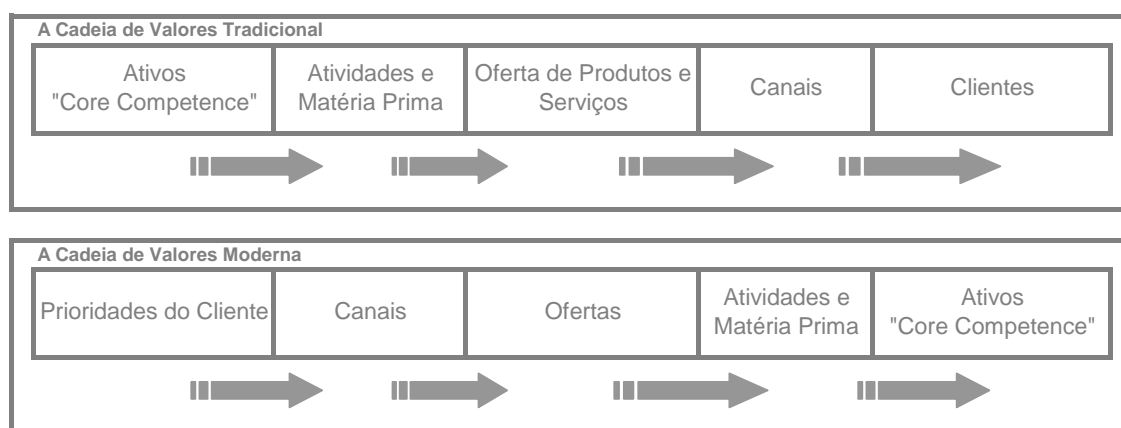 A Cadeia de Valores Tradicional
Ativos
"Core Competence"
Atividades e
Matéria Prima
Oferta de Produtos e
Serviços
Canais
Clientes
A Cadeia de Valores Moderna
Prioridades do Cliente
Canais
Ofertas
Atividades e
Matéria Prima
Ativos
"Core Competence"